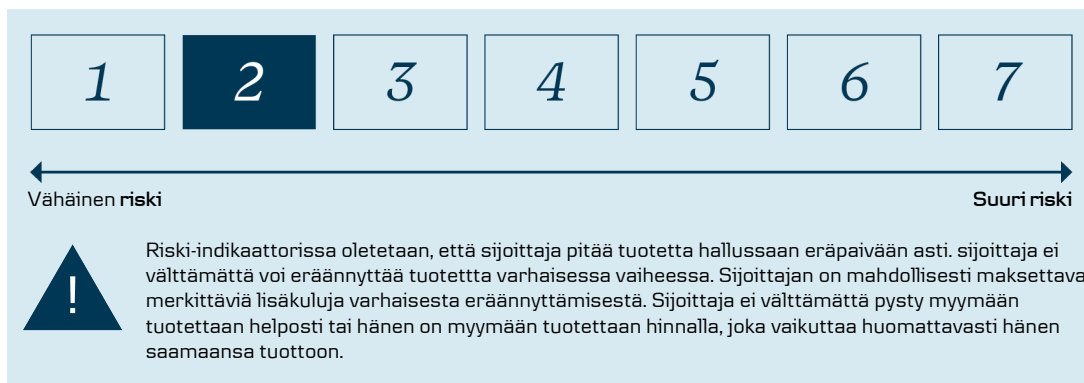 1 2 3 4 5 6 7
Vähäinen riski Suuri riski
Riski-indikaattorissa oletetaan, että sijoittaja pitää tuotetta hallussaan eräpaivään asti. sijoittaja ei
välttämättä voi eräännyttää tuotettta varhaisessa vaiheessa. Sijoittajan on mahdollisesti maksettava
merkittäviä lisäkuluja varhaisesta eräännyttämisestä. Sijoittaja ei välttämättä pysty myymään
tuotettaan helposti tai hänen on myymään tuotettaan hinnalla, joka vaikuttaa huomattavasti hänen
saamaansa tuottoon.
!